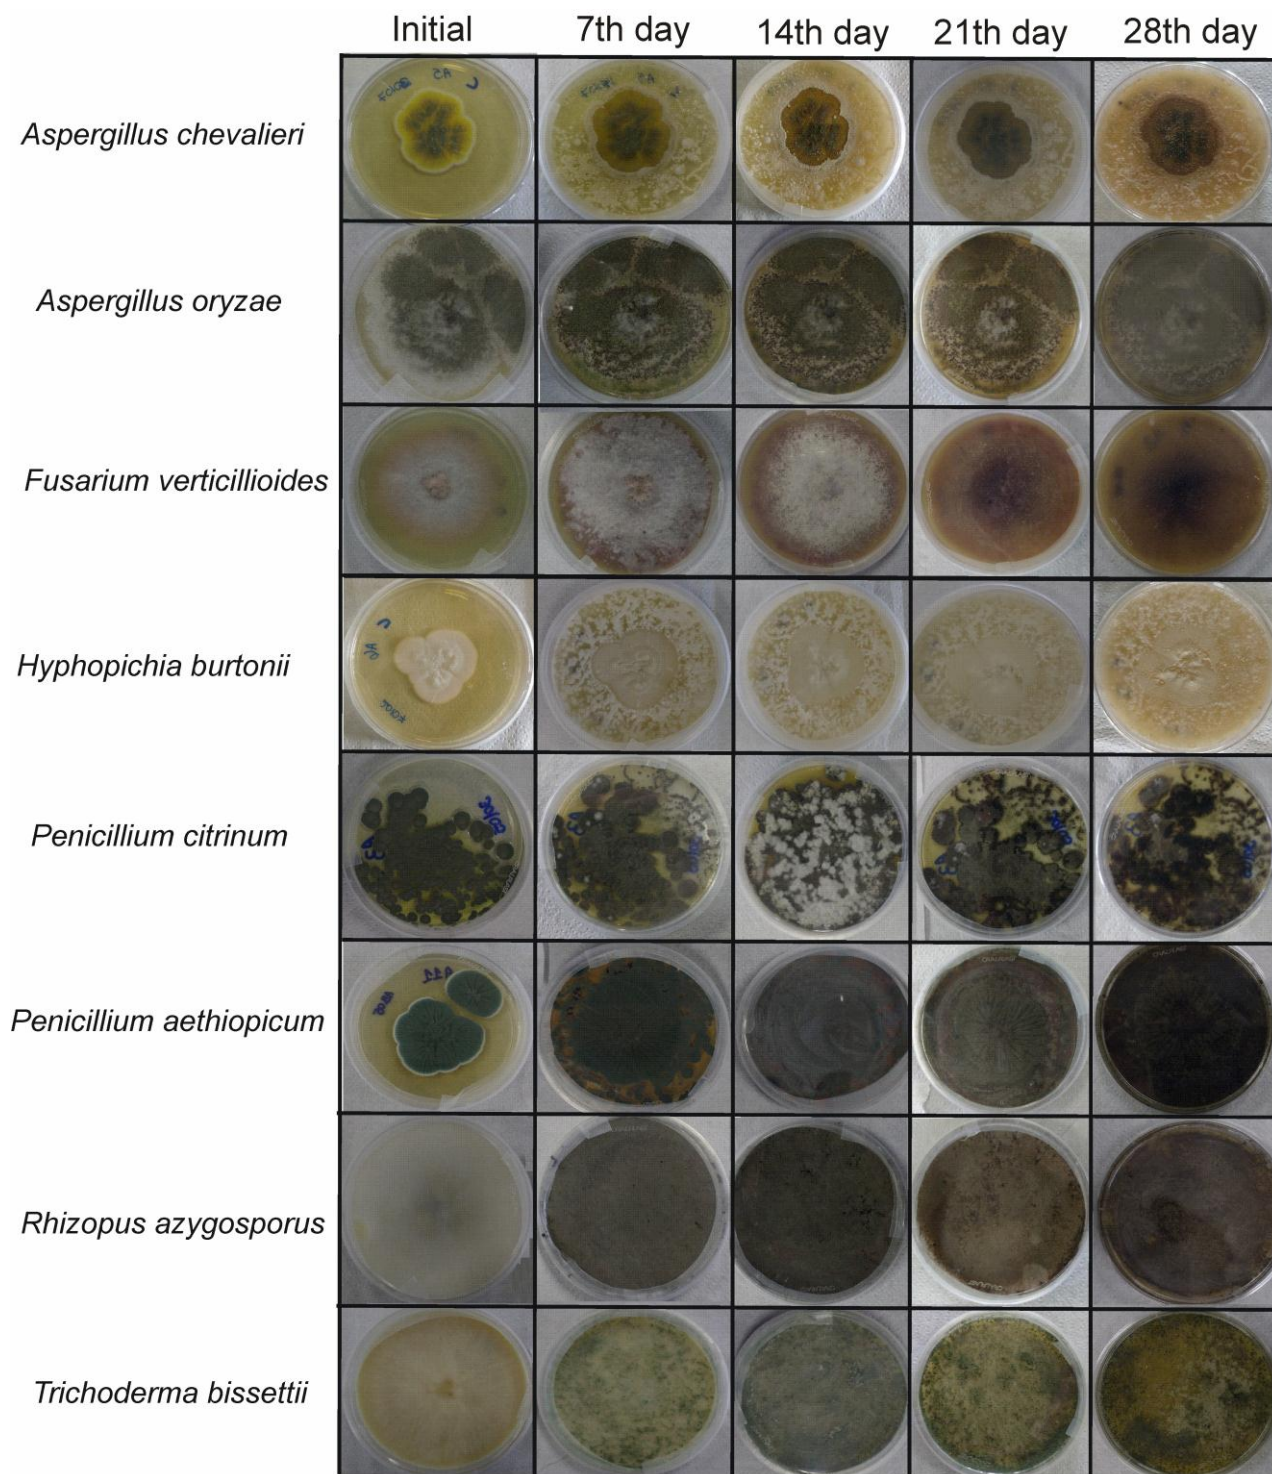 Initial 7th day 14th day 21th day 28th day
Aspergillus chevalieri
Aspergillus oryzae
Fusarium verticillioides
Hyphopichia burtonii
Penicillium citrinum
Penicillium aethiopicum
Rhizopus azygosporus
Trichoderma bissettii